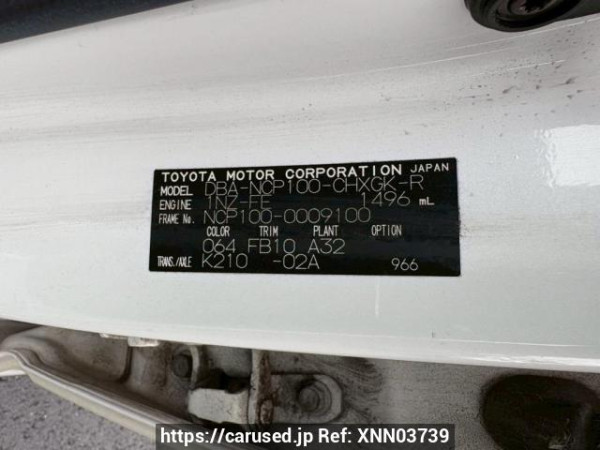 TOYOTA MOTOR CORPORATION JAPAN
MODEL DBA-NCP100-CHXGK-R
ENGINE 1NZ-FE 1496 mL
FRAME No. NCP100-0009100
COLOR TRIM PLANT OPTION
064 FB10 A32
TRANS./AXLE K210 -02A 966
https://carused.jp Ref: XNN03739